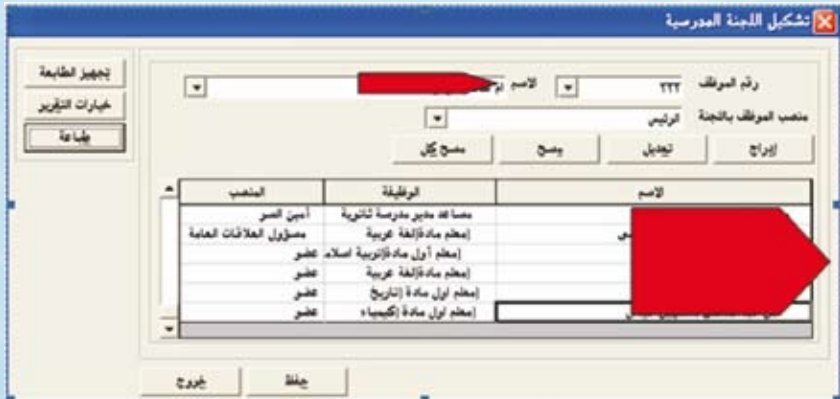 تشكيل اللجنة المدرسية
رقم الموظف ٢٢٢ الاسم
منصب الموظف باللجنة الرئيس
إدراج تعديل مسح مسح كل
تجهيز الطابعة
خيارات التقرير
طباعة
الاسم الوظيفة المنصب
مساعد مدير مدرسة ثانوية أمين السر
(معلم مادة(لغة عربية مسؤول العلاقات العامة
(معلم أول مادة(تربية اسلام عضو
(معلم مادة(لغة عربية عضو
(معلم اول مادة (تاريخ عضو
(معلم اول مادة (كيمياء عضو
حفظ خروج